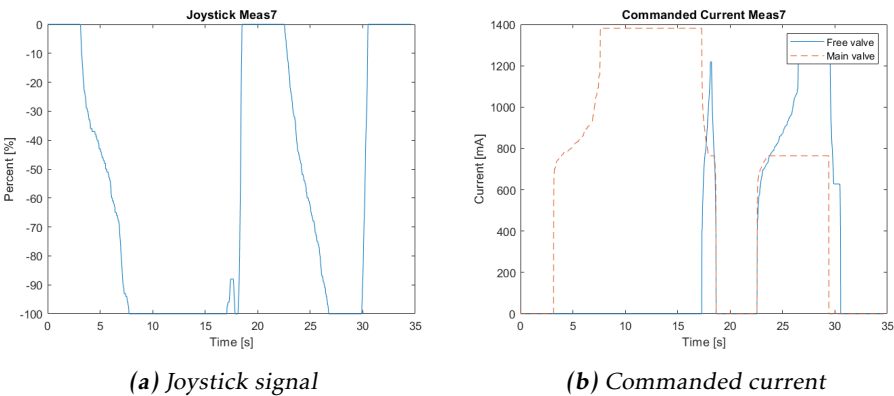 Joystick Meas7
0
-10
-20
-30
-40
-50
-60
-70
-80
-90
-100
Percent [%]
0 5 10 15 20 25 30 35
Time [s]
(a) Joystick signal
Commanded Current Meas7
1400
1200
1000
800
600
400
200
0
Current [mA]
Free valve
Main valve
0 5 10 15 20 25 30 35
Time [s]
(b) Commanded current